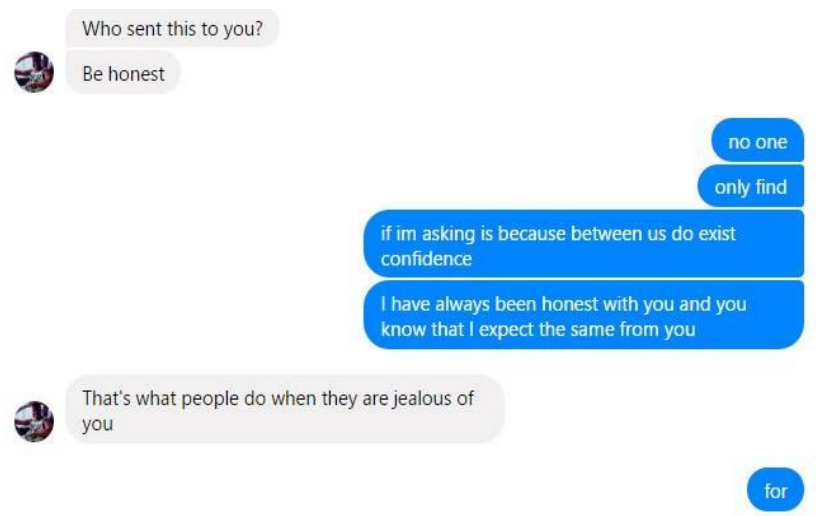 Who sent this to you?
Be honest
no one
only find
if im asking is because between us do exist
confidence
I have always been honest with you and you
know that I expect the same from you
That's what people do when they are jealous of
you
for